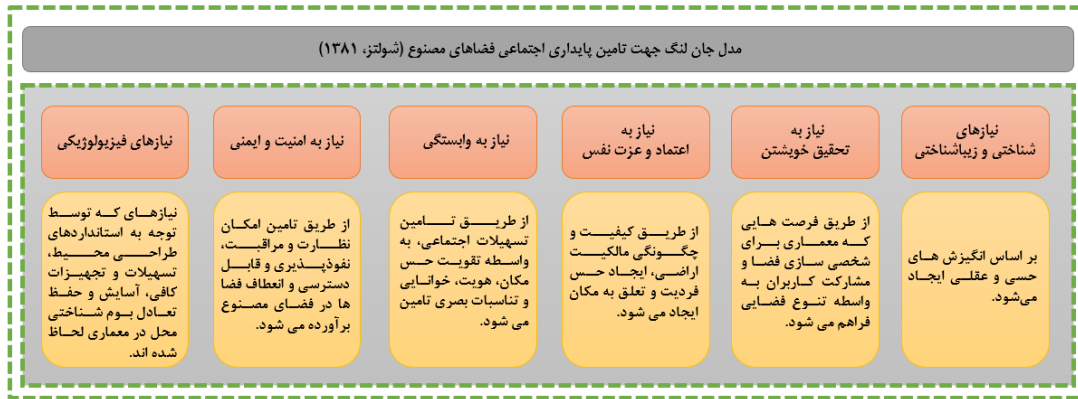 مدل جان لنگ جهت تامین پایداری اجتماعی فضاهای مصنوع (شولتز، ۱۳۸۱)
نیازهای
شناختی و زیباشناختی
بر اساس انگیزش های
حسی و عقلی ایجاد
می‌شود.
نیاز به
تحقیق خویشتن
از طریق فرصت هایی
که معماری برای
شخصی سازی فضا و
مشارکت کاربران به
واسطه تنوع فضایی
فراهم می شود.
نیاز به
اعتماد و عزت نفس
از طریق کیفیت و
چگونگی مالکیت
اراضی، ایجاد حس
فردیت و تعلق به مکان
ایجاد می شود.
نیاز به وابستگی
از طریق تامین
تسهیلات اجتماعی، به
واسطه تقویت حس
مکان، هویت، خوانایی
و تناسبات بصری تامین
می شود.
نیاز به امنیت و ایمنی
از طریق تامین امکان
نظارت و مراقبت،
نفوذپذیری و قابل
دسترسی و انعطاف فضا
ها در فضای مصنوع
برآورده می شود.
نیازهای فیزیولوژیکی
نیازهای که توسط
توجه به استانداردهای
طراحی محیط،
تسهیلات و تجهیزات
کافی، آسایش و حفظ
تعادل بوم شناختی
محل در معماری لحاظ
شده اند.